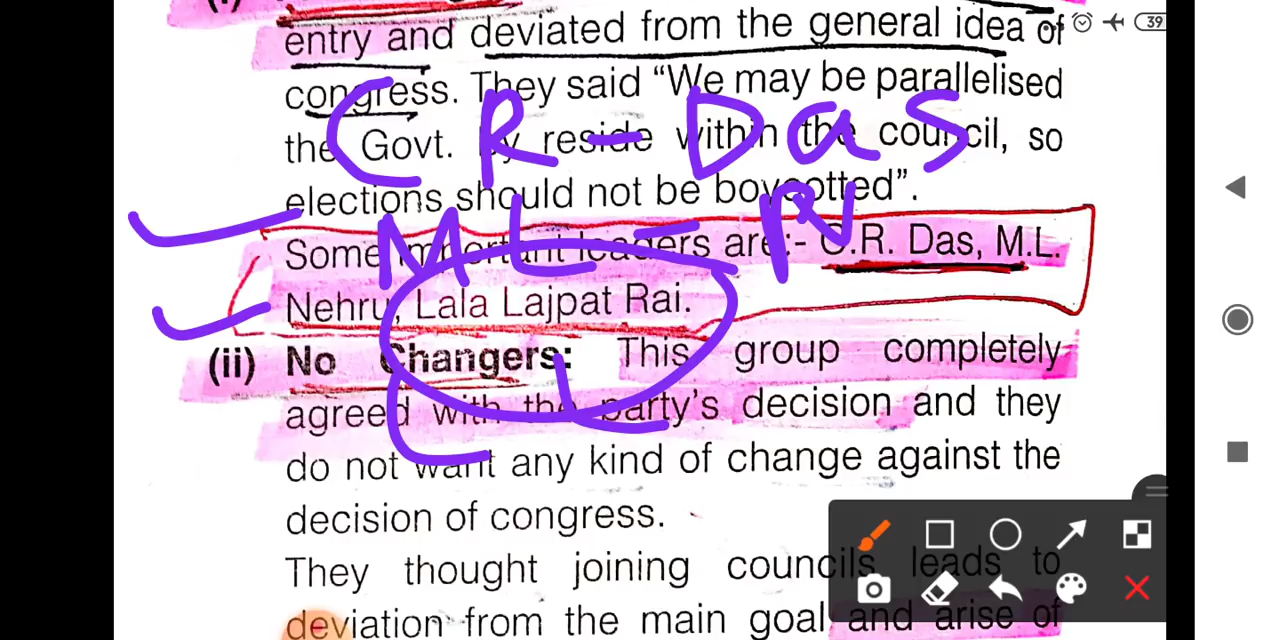 (i)
entry and deviated from the general idea of
39
congress. They said “We may be parallelised
C R - Das
the Govt. by reside within the council, so
elections should not be boycotted”.
ML - N
Some important leaders are:- C.R. Das, M.L.
Nehru, Lala Lajpat Rai.
(ii) No Changers: This group completely
L L
agreed with the party’s decision and they
do not want any kind of change against the
decision of congress.
They thought joining councils leads to
deviation from the main goal and arise of